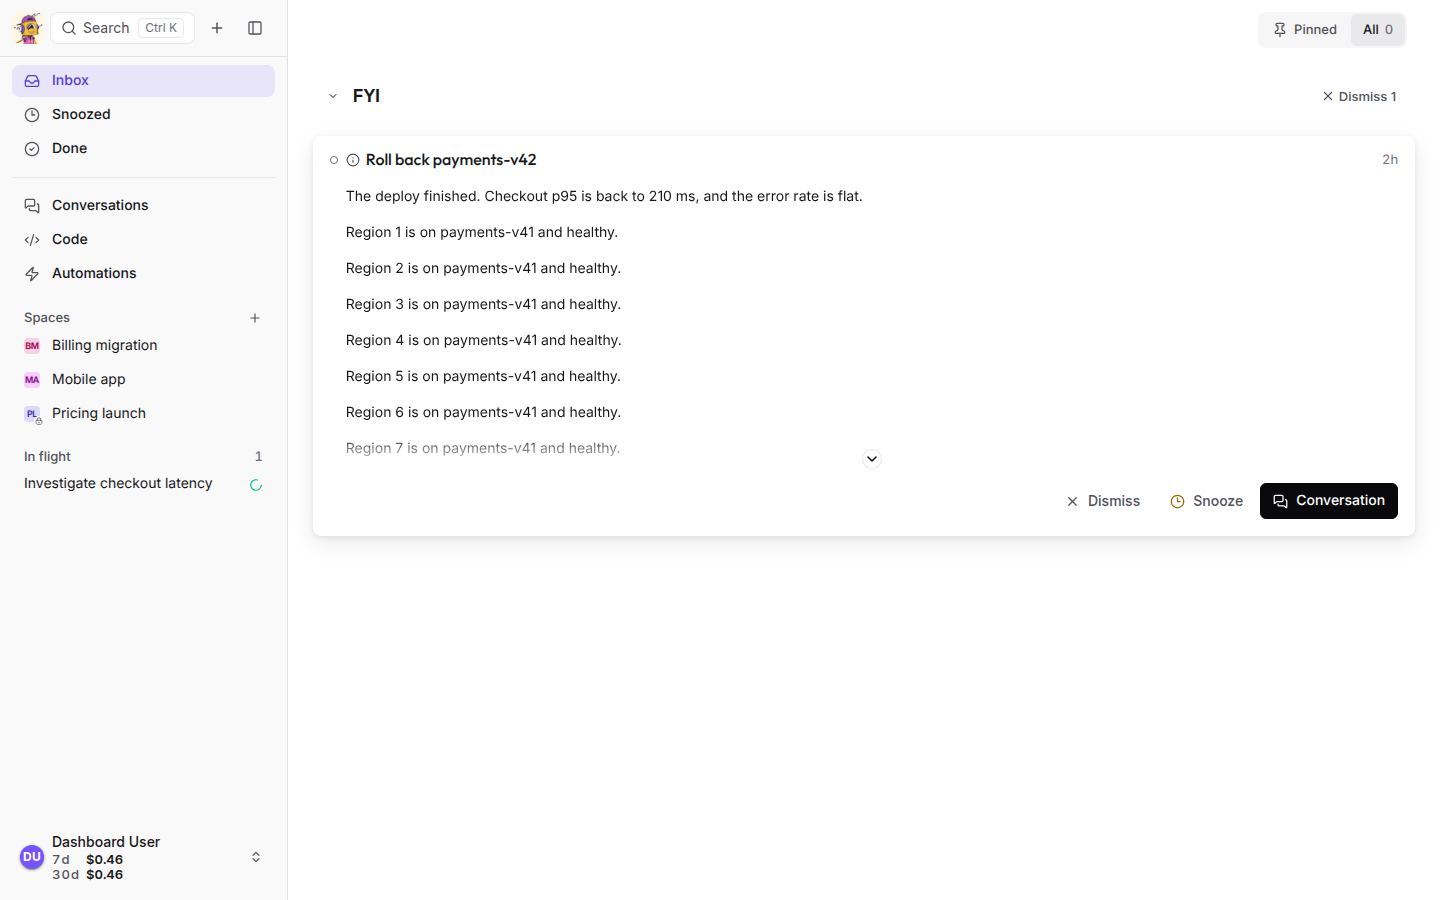 Search Ctrl K
Inbox
Snoozed
Done
Conversations
Code
Automations
Spaces
BM Billing migration
MA Mobile app
PL Pricing launch
In flight 1
Investigate checkout latency
DU Dashboard User
7d $0.46
30d $0.46
Pinned All 0
FYI Dismiss 1
Roll back payments-v42 2h
The deploy finished. Checkout p95 is back to 210 ms, and the error rate is flat.
Region 1 is on payments-v41 and healthy.
Region 2 is on payments-v41 and healthy.
Region 3 is on payments-v41 and healthy.
Region 4 is on payments-v41 and healthy.
Region 5 is on payments-v41 and healthy.
Region 6 is on payments-v41 and healthy.
Region 7 is on payments-v41 and healthy.
Dismiss Snooze Conversation